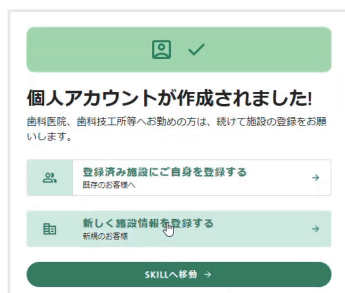 個人アカウントが作成されました!
歯科医院、歯科技工所等へお勤めの方は、続けて施設の登録をお願
いします。
登録済み施設にご自身を登録する
既存のお客様へ
新しく施設情報を登録する
新規のお客様
SKILLへ移動 →